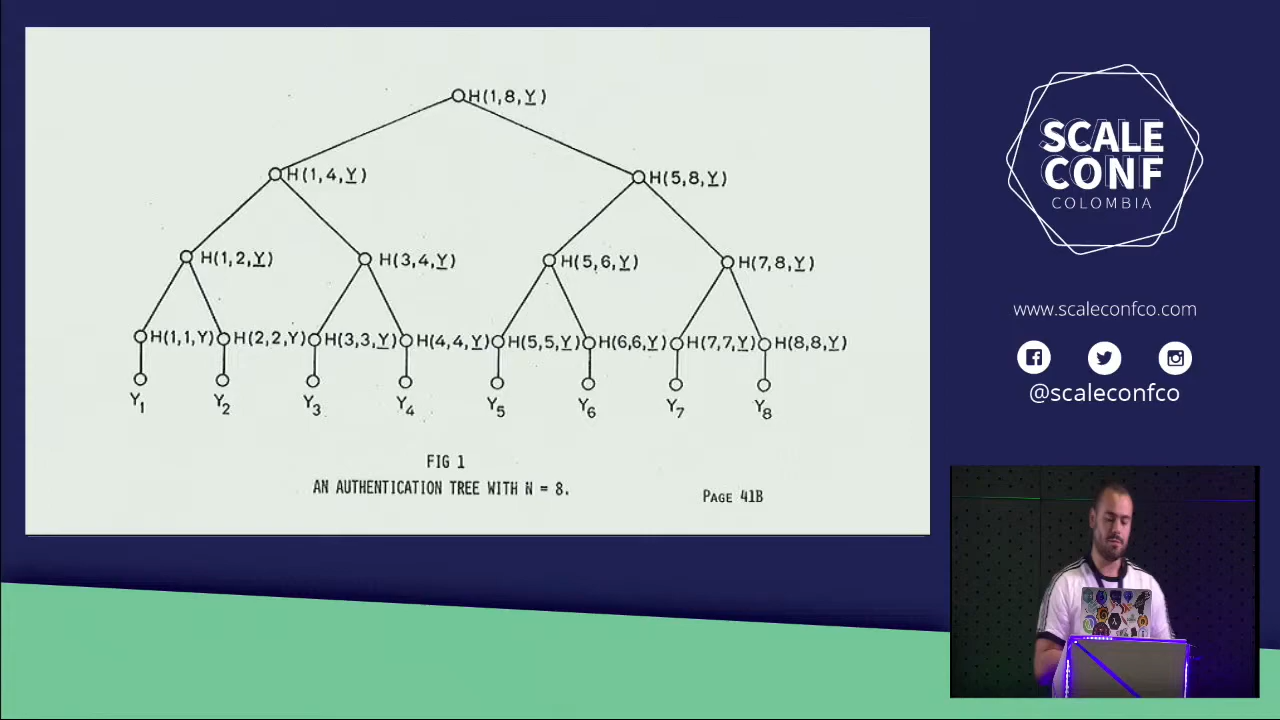 H(1,8,Y)
H(1,4,Y)
H(5,8,Y)
H(1,2,Y)
H(3,4,Y)
H(5,6,Y)
H(7,8,Y)
H(1,1,Y)
H(2,2,Y)
H(3,3,Y)
H(4,4,Y)
H(5,5,Y)
H(6,6,Y)
H(7,7,Y)
H(8,8,Y)
Y1
Y2
Y3
Y4
Y5
Y6
Y7
Y8
FIG 1
AN AUTHENTICATION TREE WITH N = 8.
PAGE 41B
SCALE
CONF
COLOMBIA
www.scaleconfco.com
@scaleconfco